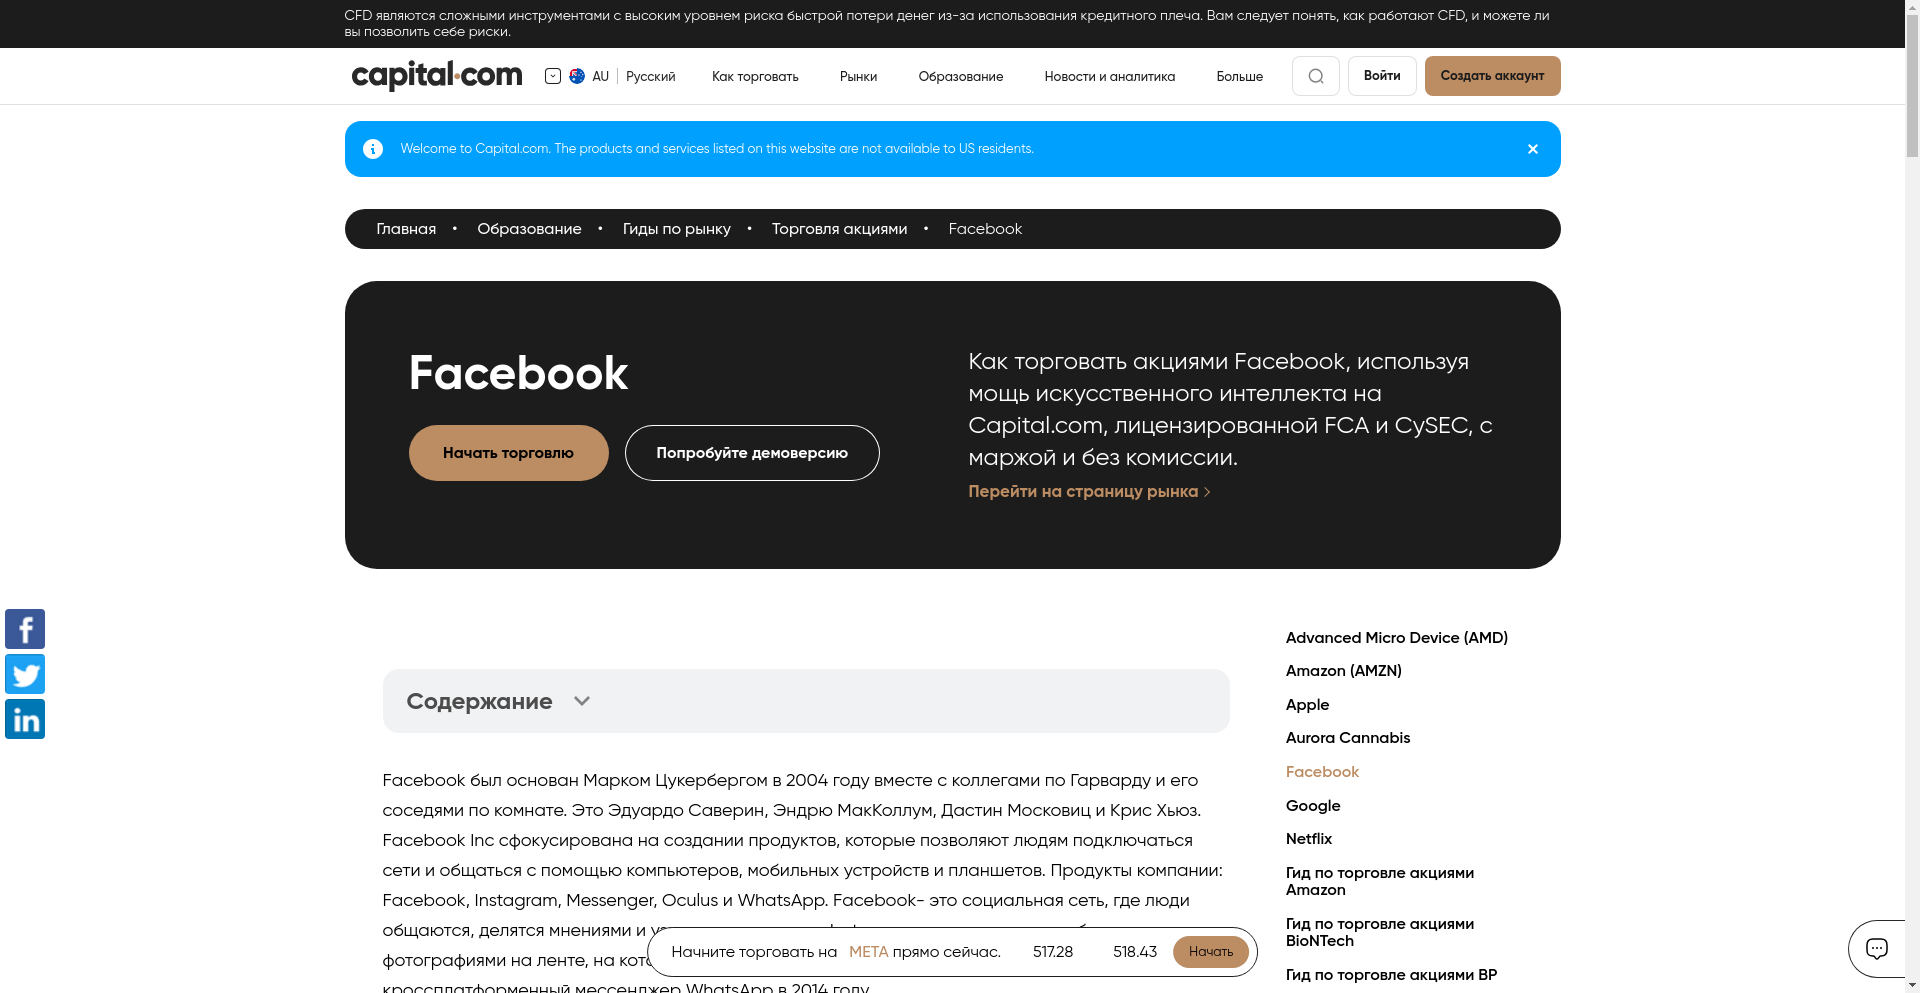 CFD являются сложными инструментами с высоким уровнем риска быстрой потери денег из-за использования кредитного плеча. Вам следует понять, как работают CFD, и можете ли
вы позволить себе риски.
capital.com
AU
Русский
Как торговать
Рынки
Образование
Новости и аналитика
Больше
Войти
Создать аккаунт
Welcome to Capital.com. The products and services listed on this website are not available to US residents.
Главная • Образование • Гиды по рынку • Торговля акциями • Facebook
Facebook
Начать торговлю
Попробуйте демоверсию
Как торговать акциями Facebook, используя
мощь искусственного интеллекта на
Capital.com, лицензированной FCA и CySEC, с
маржой и без комиссии.
Перейти на страницу рынка
Содержание
Facebook был основан Марком Цукербергом в 2004 году вместе с коллегами по Гарварду и его
соседями по комнате. Это Эдуардо Саверин, Эндрю МакКоллум, Дастин Московиц и Крис Хьюз.
Facebook Inc сфокусирована на создании продуктов, которые позволяют людям подключаться
сети и общаться с помощью компьютеров, мобильных устройств и планшетов. Продукты компании:
Facebook, Instagram, Messenger, Oculus и WhatsApp. Facebook- это социальная сеть, где люди
общаются, делятся мнениями и
фотографиями на ленте, на
кроссплатформенный мессенджер WhatsApp в 2014 году.
Advanced Micro Device (AMD)
Amazon (AMZN)
Apple
Aurora Cannabis
Facebook
Google
Netflix
Гид по торговле акциями
Amazon
Гид по торговле акциями
BioNTech
Гид по торговле акциями BP
Начните торговать на META прямо сейчас. 517.28 518.43 Начать